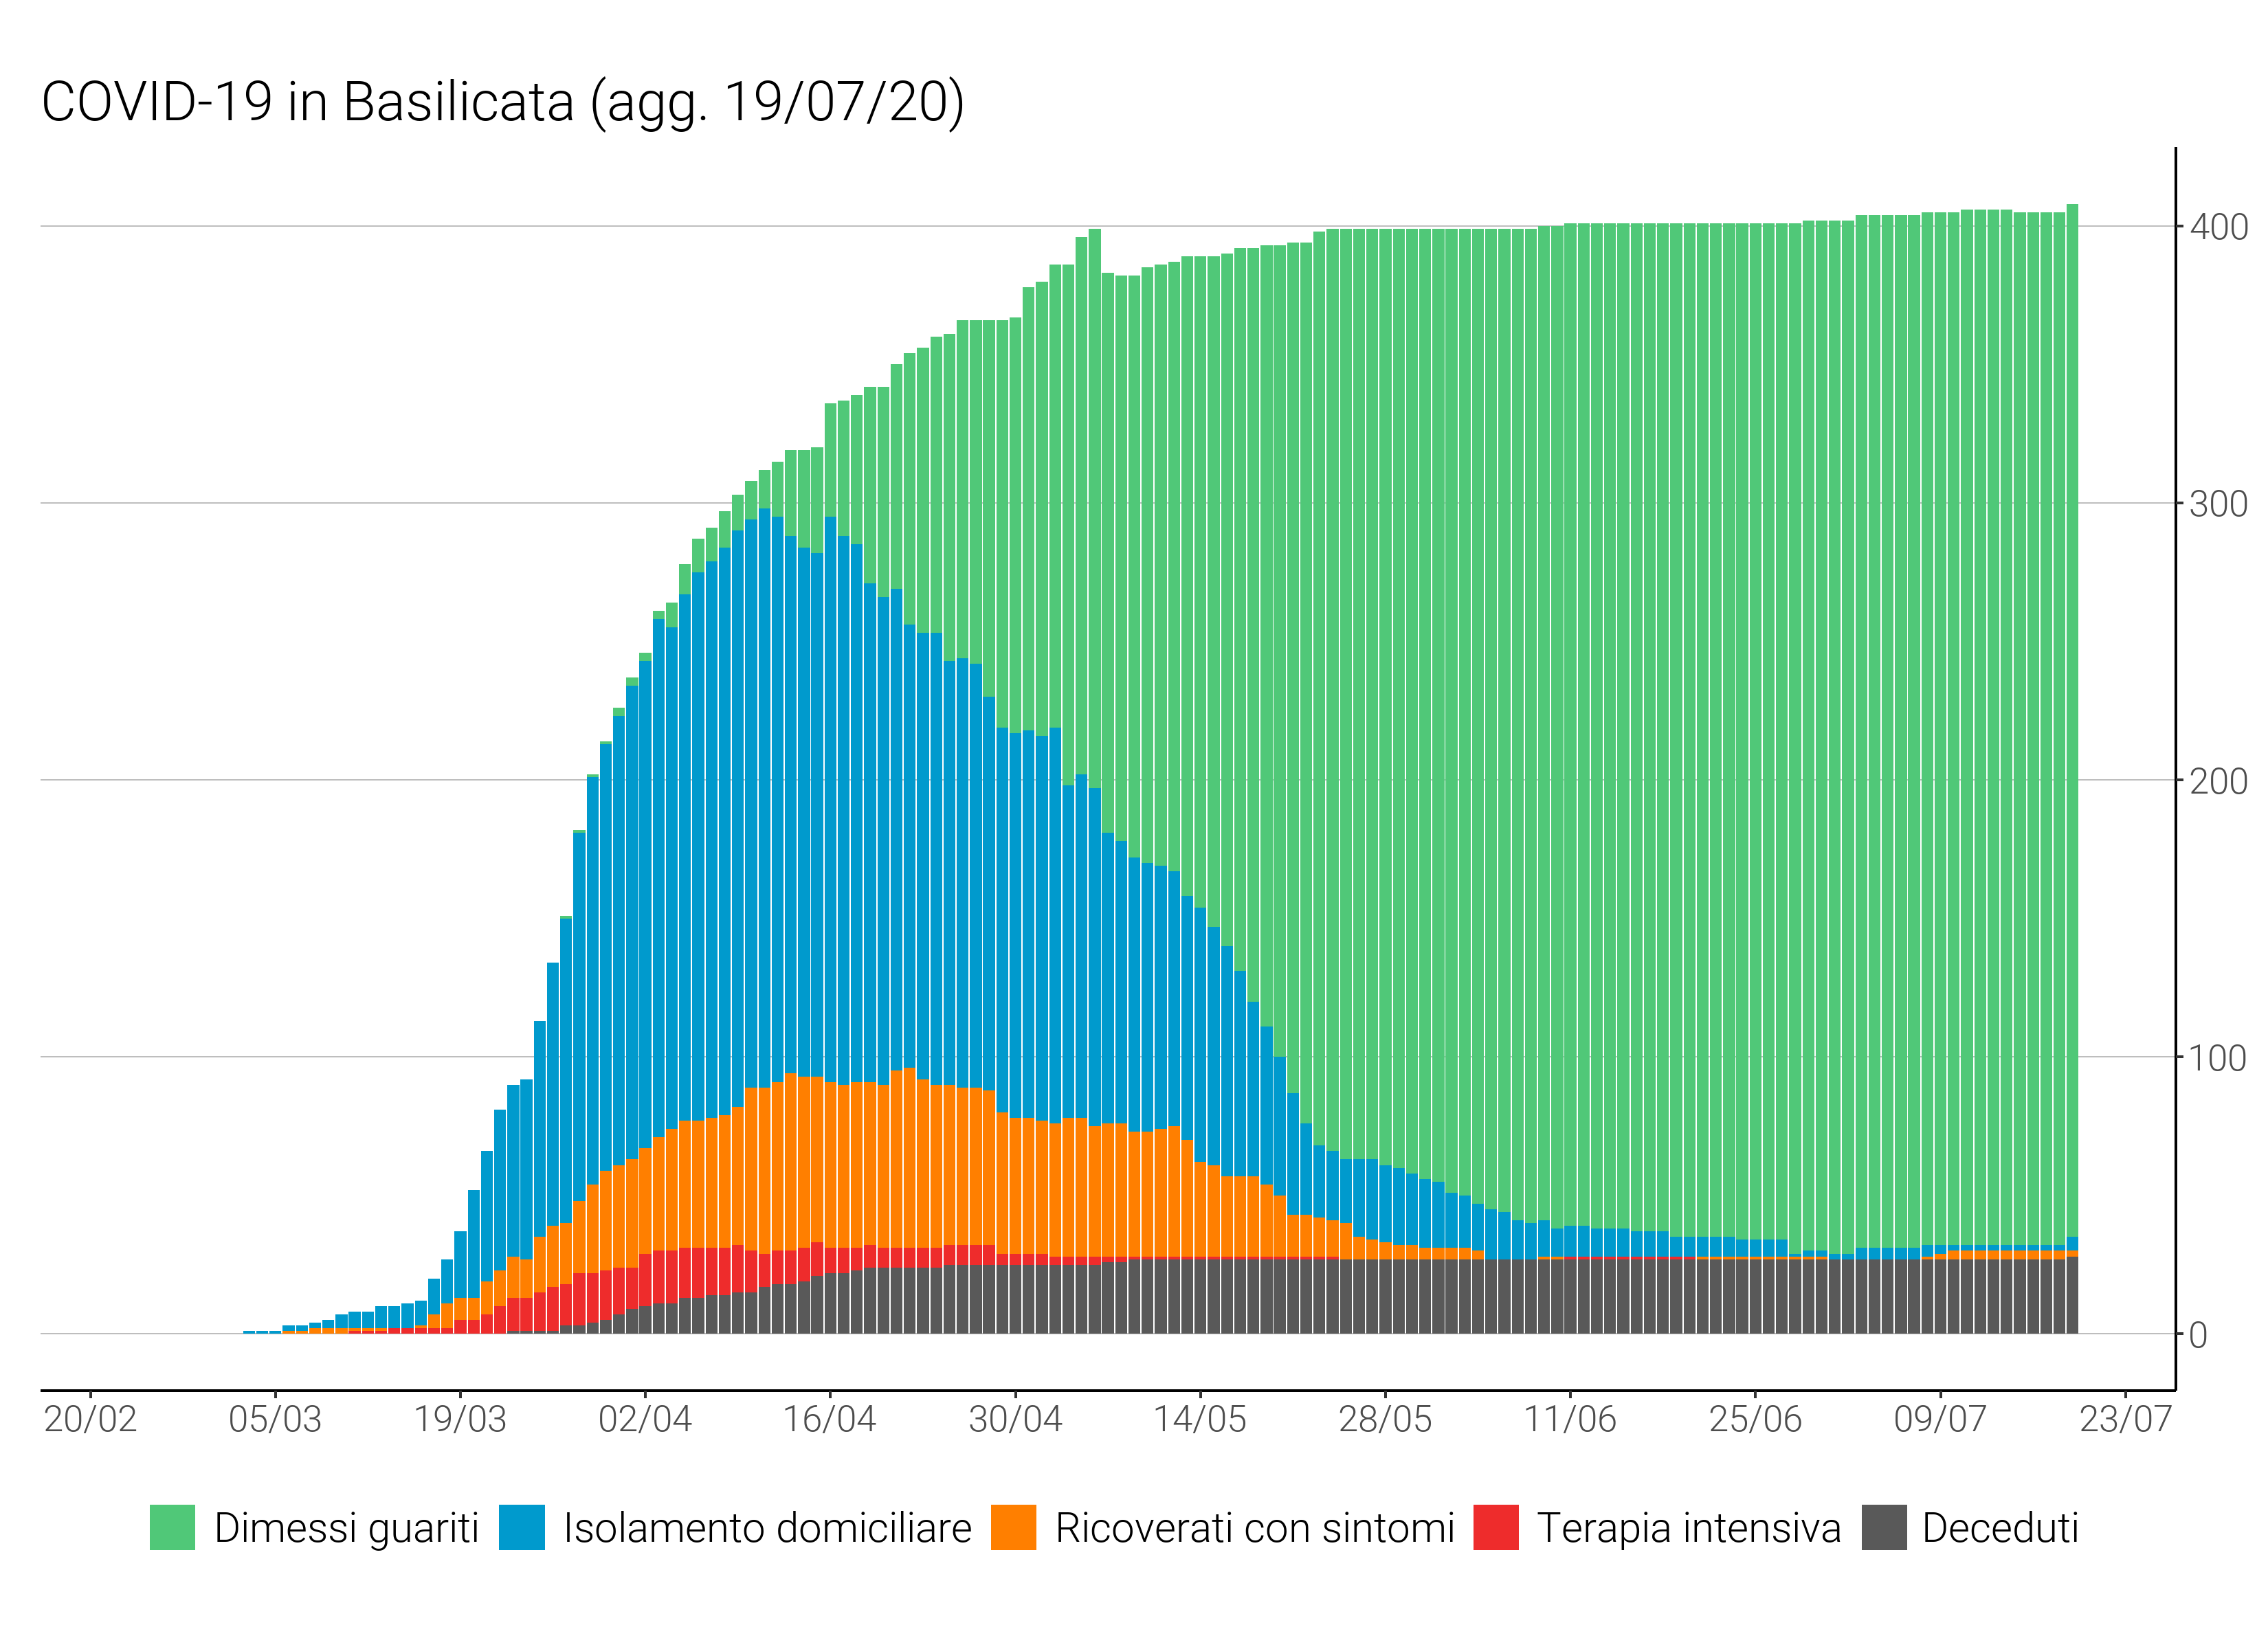 COVID-19 in Basilicata (agg. 19/07/20)
400
300
200
100
0
20/02 05/03 19/03 02/04 16/04 30/04 14/05 28/05 11/06 25/06 09/07 23/07
Dimessi guariti Isolamento domiciliare Ricoverati con sintomi Terapia intensiva Deceduti